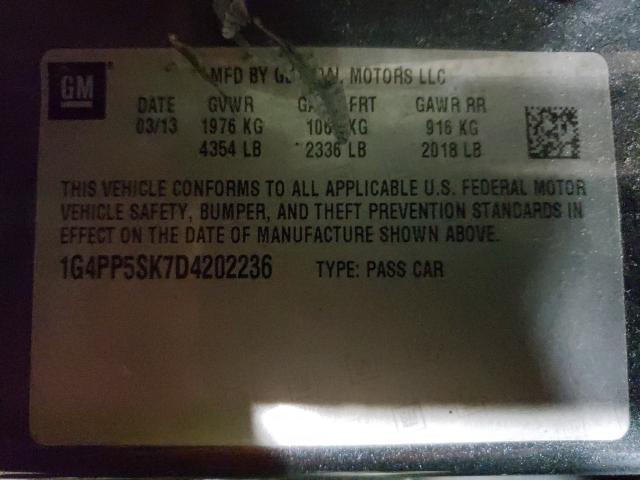 GM
MFD BY MOTORS LLC
DATE GVWR FRT GAWR RR
03/13 1976 KG KG 916 KG
4354 LB 2336 LB 2018 LB
THIS VEHICLE CONFORMS TO ALL APPLICABLE U.S. FEDERAL MOTOR
VEHICLE SAFETY, BUMPER, AND THEFT PREVENTION STANDARDS IN
EFFECT ON THE DATE OF MANUFACTURE SHOWN ABOVE.
1G4PP5SK7D4202236 TYPE: PASS CAR